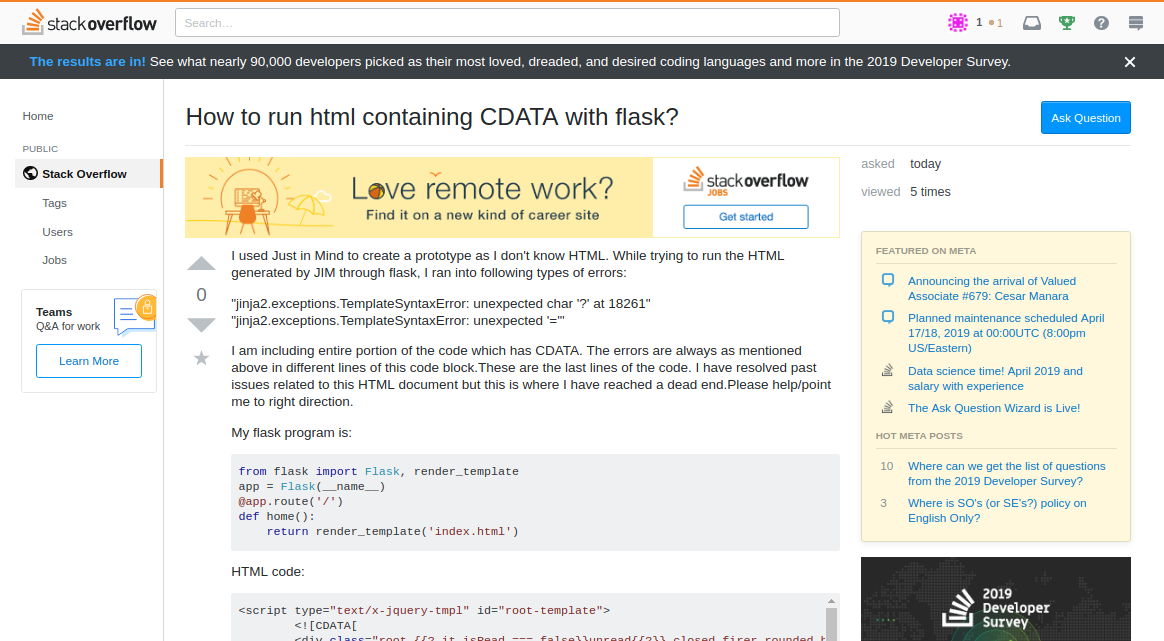 stackoverflow
Search…
1
1
The results are in! See what nearly 90,000 developers picked as their most loved, dreaded, and desired coding languages and more in the 2019 Developer Survey.
Home
PUBLIC
Stack Overflow
Tags
Users
Jobs
Teams
Q&A for work
Learn More
How to run html containing CDATA with flask?
Ask Question
Love remote work?
Find it on a new kind of career site
stackoverflow
JOBS
Get started
0
I used Just in Mind to create a prototype as I don't know HTML. While trying to run the HTML
generated by JIM through flask, I ran into following types of errors:
"jinja2.exceptions.TemplateSyntaxError: unexpected char '?' at 18261"
"jinja2.exceptions.TemplateSyntaxError: unexpected '='"
I am including entire portion of the code which has CDATA. The errors are always as mentioned
above in different lines of this code block.These are the last lines of the code. I have resolved past
issues related to this HTML document but this is where I have reached a dead end.Please help/point
me to right direction.
My flask program is:
from flask import Flask, render_template
app = Flask(__name__)
@app.route('/')
def home():
    return render_template('index.html')
HTML code:
<script type="text/x-jquery-tmpl" id="root-template">
        <![CDATA[
        <div class="root {{? it.isRead === false}}unread{{?}} closed firer rounded
asked today
viewed 5 times
FEATURED ON META
Announcing the arrival of Valued
Associate #679: Cesar Manara
Planned maintenance scheduled April
17/18, 2019 at 00:00UTC (8:00pm
US/Eastern)
Data science time! April 2019 and
salary with experience
The Ask Question Wizard is Live!
HOT META POSTS
10 Where can we get the list of questions
from the 2019 Developer Survey?
3 Where is SO's (or SE's?) policy on
English Only?
2019
Developer
Survey